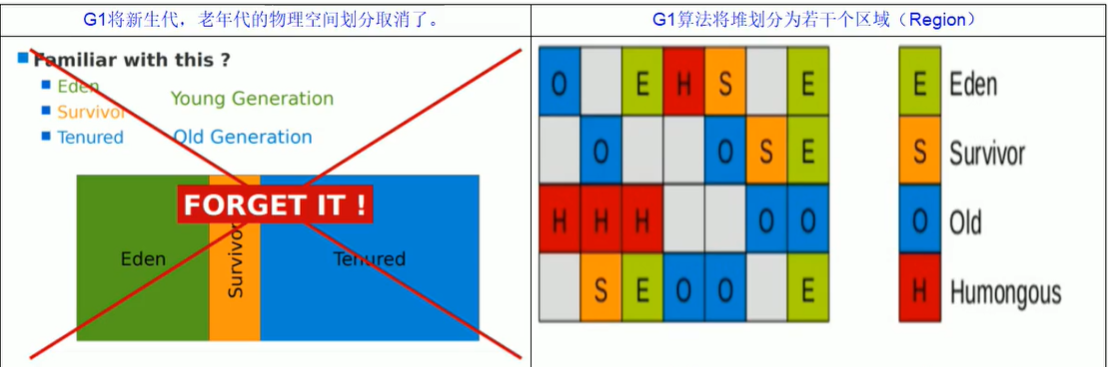 G1将新生代，老年代的物理空间划分取消了。
Familiar with this ?
Eden
Survivor
Tenured
Young Generation
Old Generation
FORGET IT !
Eden
Survivor
Tenured
G1算法将堆划分为若干个区域（Region）
O E H S E
O O S E
H H H O O
S E O O E
E Eden
S Survivor
O Old
H Humongous